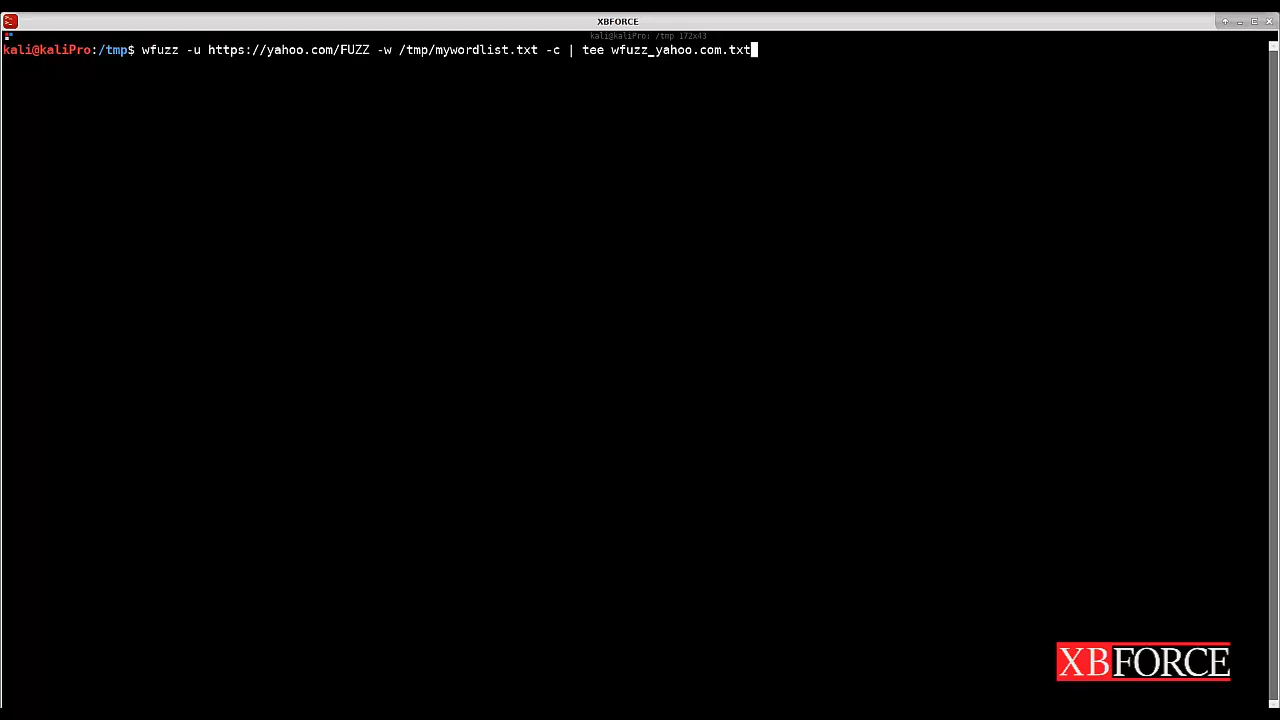 XBFORCE
kali@kaliPro: /tmp 172x43
kali@kaliPro:/tmp$ wfuzz -u https://yahoo.com/FUZZ -w /tmp/mywordlist.txt -c | tee wfuzz_yahoo.com.txt
XBFORCE